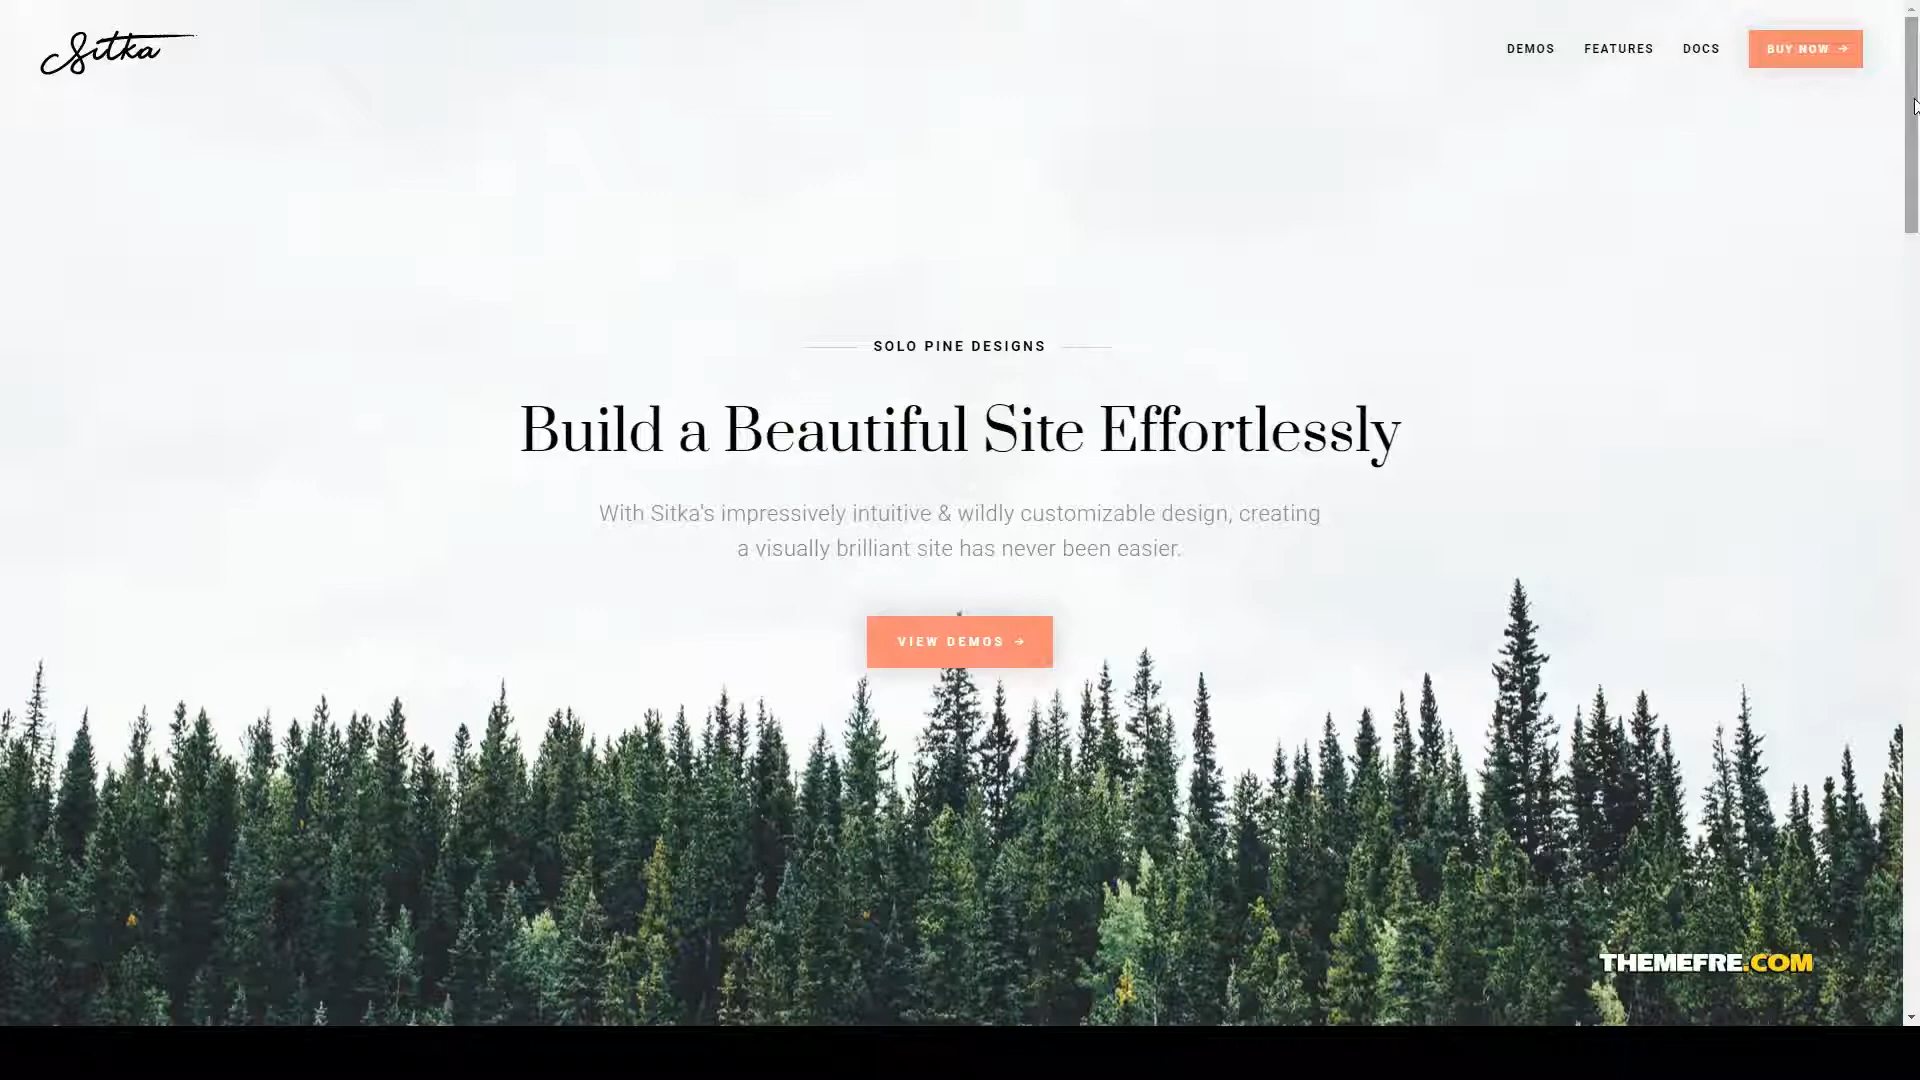 Sitka
DEMOS FEATURES DOCS BUY NOW →
SOLO PINE DESIGNS
Build a Beautiful Site Effortlessly
With Sitka's impressively intuitive & wildly customizable design, creating
a visually brilliant site has never been easier.
VIEW DEMOS →
THEMEFRE.COM